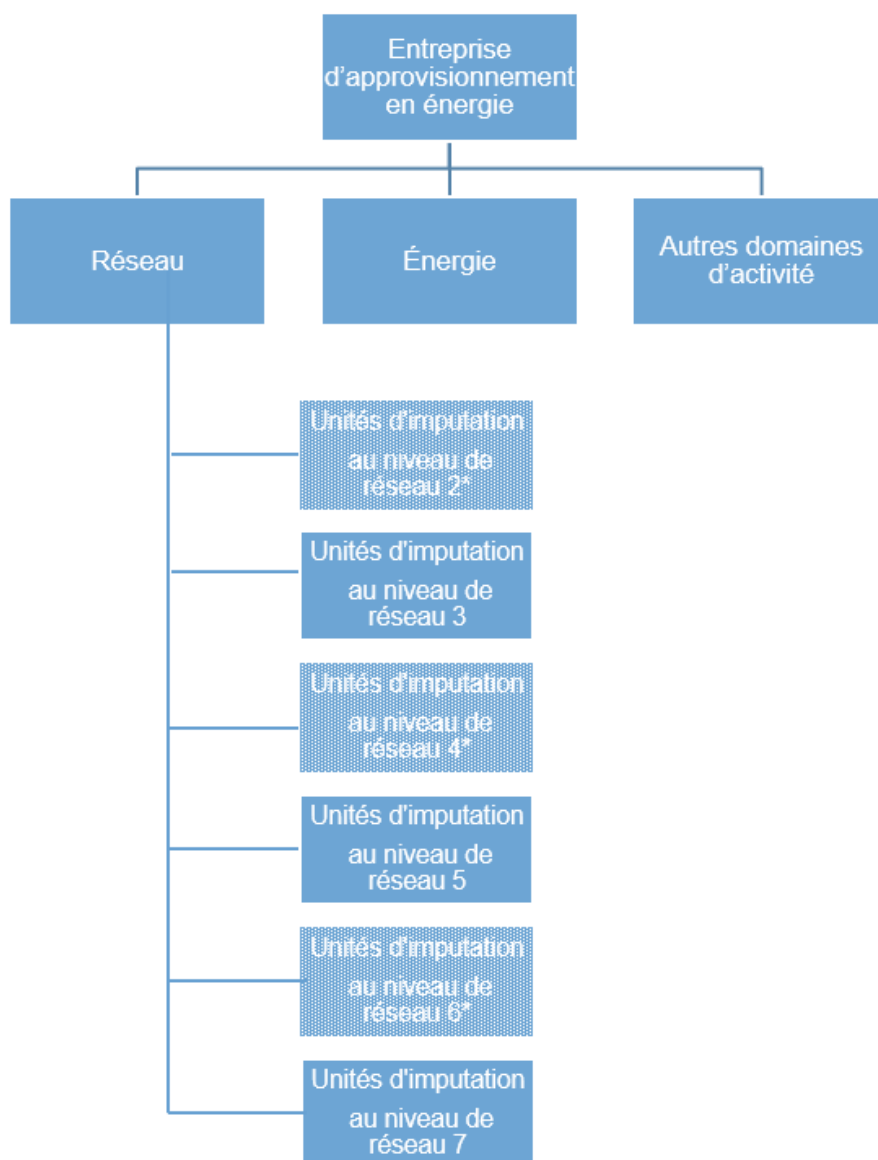 Entreprise
d’approvisionnement
en énergie
Réseau
Énergie
Autres domaines
d’activité
Unités d'imputation
au niveau de
réseau 2*
Unités d'imputation
au niveau de
réseau 3
Unités d'imputation
au niveau de
réseau 4*
Unités d'imputation
au niveau de
réseau 5
Unités d'imputation
au niveau de
réseau 6*
Unités d'imputation
au niveau de
réseau 7